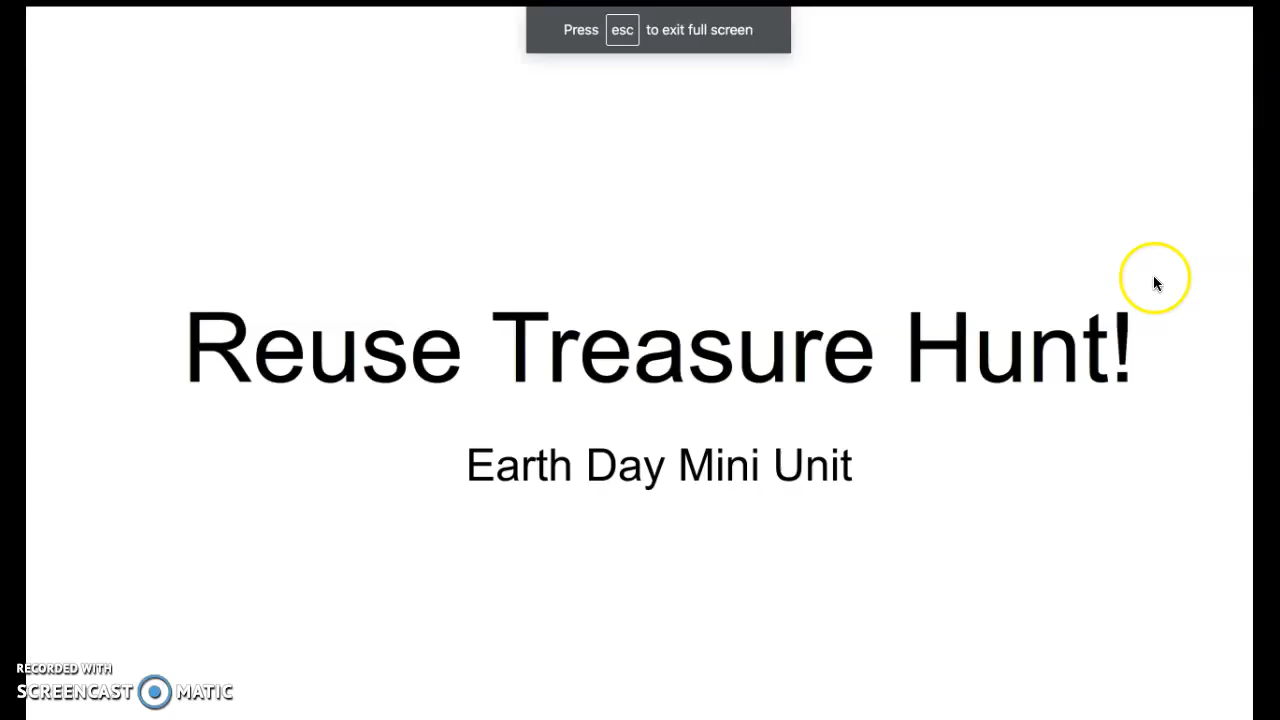 Press esc to exit full screen
Reuse Treasure Hunt!
Earth Day Mini Unit
RECORDED WITH
SCREENCAST MATIC